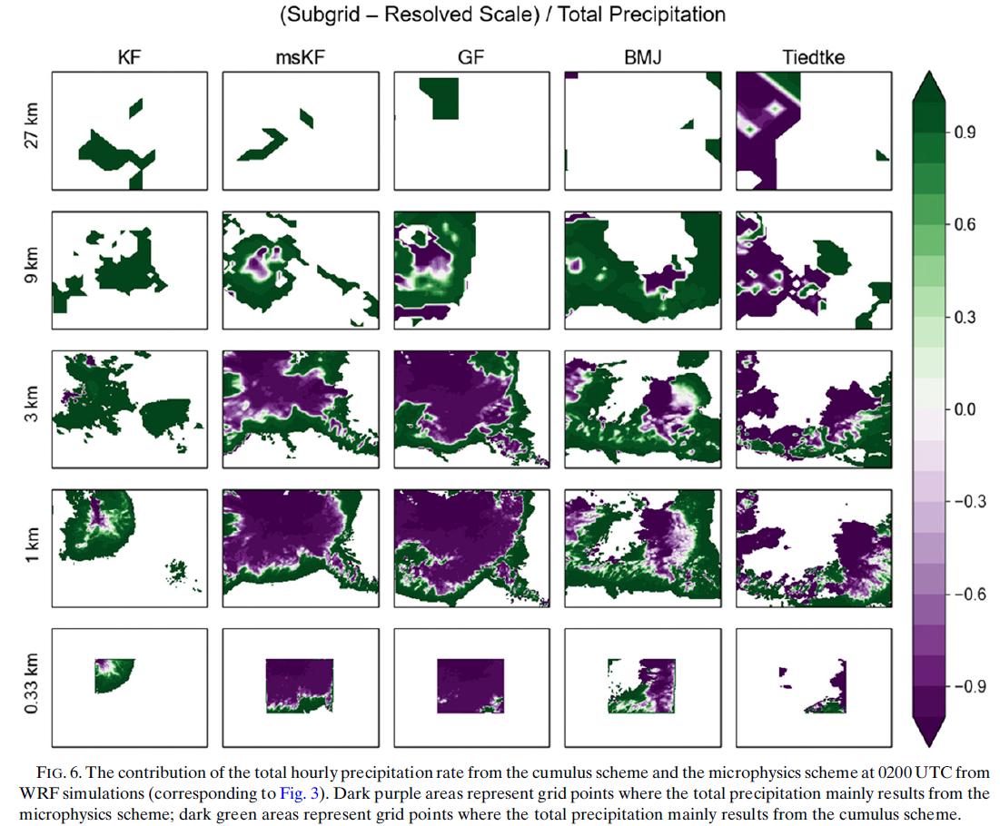 (Subgrid – Resolved Scale) / Total Precipitation
KF msKF GF BMJ Tiedtke
27 km
9 km
3 km
1 km
0.33 km
0.9
0.6
0.3
0.0
−0.3
−0.6
−0.9
FIG. 6. The contribution of the total hourly precipitation rate from the cumulus scheme and the microphysics scheme at 0200 UTC from
WRF simulations (corresponding to Fig. 3). Dark purple areas represent grid points where the total precipitation mainly results from the
microphysics scheme; dark green areas represent grid points where the total precipitation mainly results from the cumulus scheme.